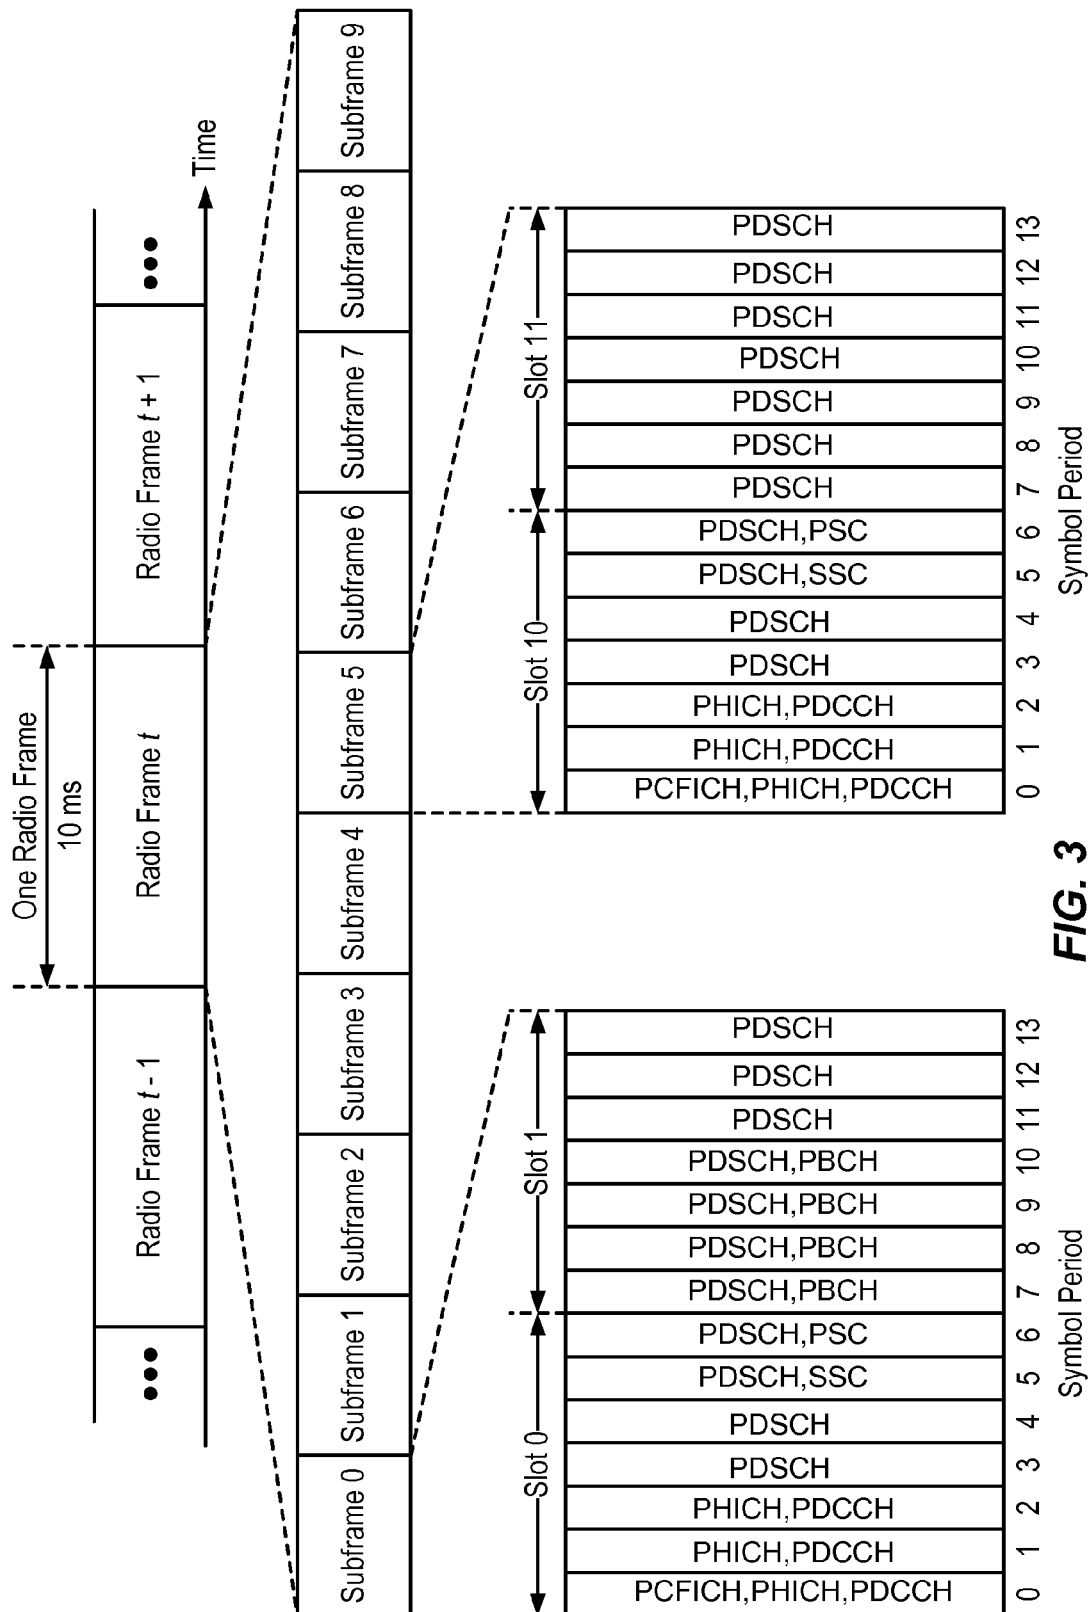 One Radio Frame
10 ms
●●●
Radio Frame t - 1
Radio Frame t
Radio Frame t + 1
●●●
Time
Subframe 0
Subframe 1
Subframe 2
Subframe 3
Subframe 4
Subframe 5
Subframe 6
Subframe 7
Subframe 8
Subframe 9
Slot 0
Slot 1
PCFICH,PHICH,PDCCH
PHICH,PDCCH
PHICH,PDCCH
PDSCH
PDSCH
PDSCH,SSC
PDSCH,PSC
PDSCH,PBCH
PDSCH,PBCH
PDSCH,PBCH
PDSCH,PBCH
PDSCH
PDSCH
PDSCH
0 1 2 3 4 5 6 7 8 9 10 11 12 13
Symbol Period
Slot 10
Slot 11
PCFICH,PHICH,PDCCH
PHICH,PDCCH
PHICH,PDCCH
PDSCH
PDSCH
PDSCH,SSC
PDSCH,PSC
PDSCH
PDSCH
PDSCH
PDSCH
PDSCH
PDSCH
PDSCH
0 1 2 3 4 5 6 7 8 9 10 11 12 13
Symbol Period
FIG. 3